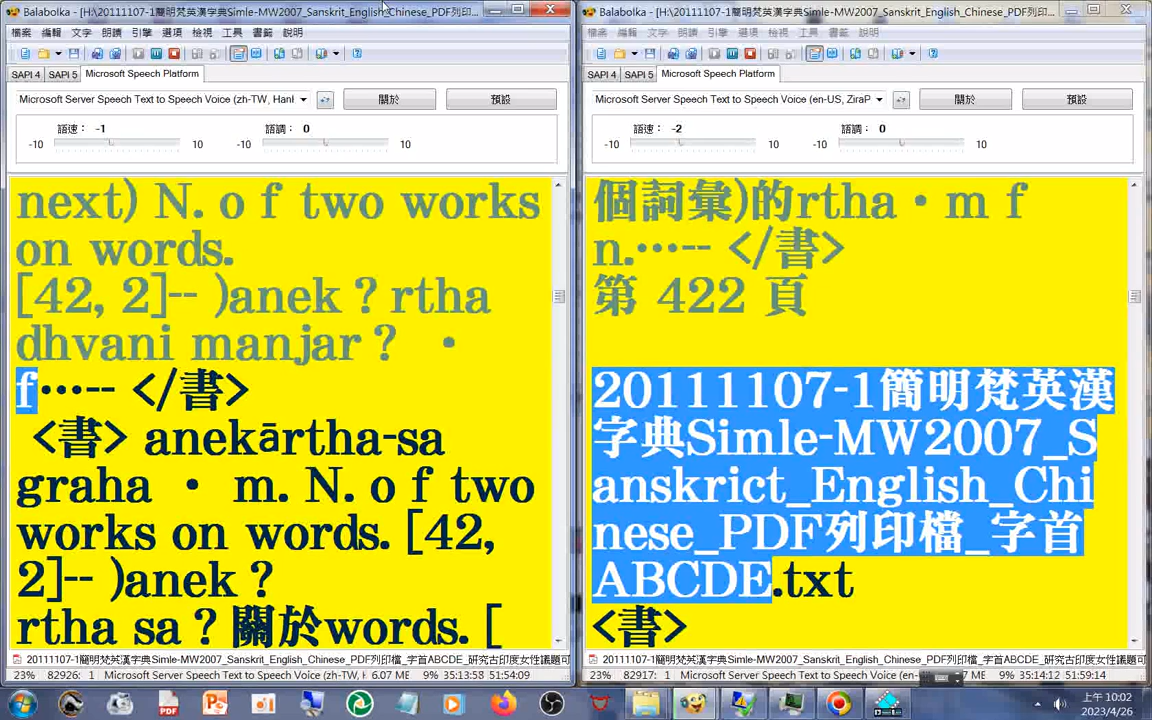 Balabolka - [H:\20111107-1簡明梵英漢字典Simle-MW2007_Sanskrit_English_Chinese_PDF列印...
檔案 編輯 文字 朗讀 引擎 選項 檢視 工具 書籤 說明
SAPI 4 SAPI 5 Microsoft Speech Platform
Microsoft Server Speech Text to Speech Voice (zh-TW, Hanl
關於 預設
語速： -1 語調： 0
-10 10 -10 10
next) N. o f two works
on words.
[42, 2]-- )anek？rtha
dhvani manjar？ •
f…-- </書>
<書> anekārtha-sa
graha • m. N. o f two
works on words. [42,
2]-- )anek？
rtha sa？關於words. [
20111107-1簡明梵英漢字典Simle-MW2007_Sanskrit_English_Chinese_PDF列印檔_字首ABCDE_研究古印度女性議題可
23% 82926: 1 Microsoft Server Speech Text to Speech Voice (zh-TW, H 6.07 ME 9% 35:13:58 51:54:09
Balabolka - [H:\20111107-1簡明梵英漢字典Simle-MW2007_Sanskrit_English_Chinese_PDF列印...
檔案 編輯 文字 朗讀 引擎 選項 檢視 工具 書籤 說明
SAPI 4 SAPI 5 Microsoft Speech Platform
Microsoft Server Speech Text to Speech Voice (en-US, ZiraP
關於 預設
語速： -2 語調： 0
-10 10 -10 10
個詞彙)的rtha•m f
n.…-- </書>
第 422 頁
20111107-1簡明梵英漢
字典Simle-MW2007_S
anskrict_English_Chi
nese_PDF列印檔_字首
ABCDE.txt
<書>
20111107-1簡明梵英漢字典Simle-MW2007_Sanskrit_English_Chinese_PDF列印檔_字首ABCDE_研究古印度女性議題可
23% 82917: 1 Microsoft Server Speech Text to Speech Voice (en-U 9% 35:14:12 51:59:14
上午 10:02
2023/4/26